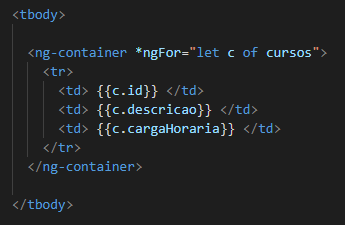 <tbody>
<ng-container *ngFor="let c of cursos">
<tr>
<td> {{c.id}} </td>
<td> {{c.descricao}} </td>
<td> {{c.cargaHoraria}} </td>
</tr>
</ng-container>
</tbody>